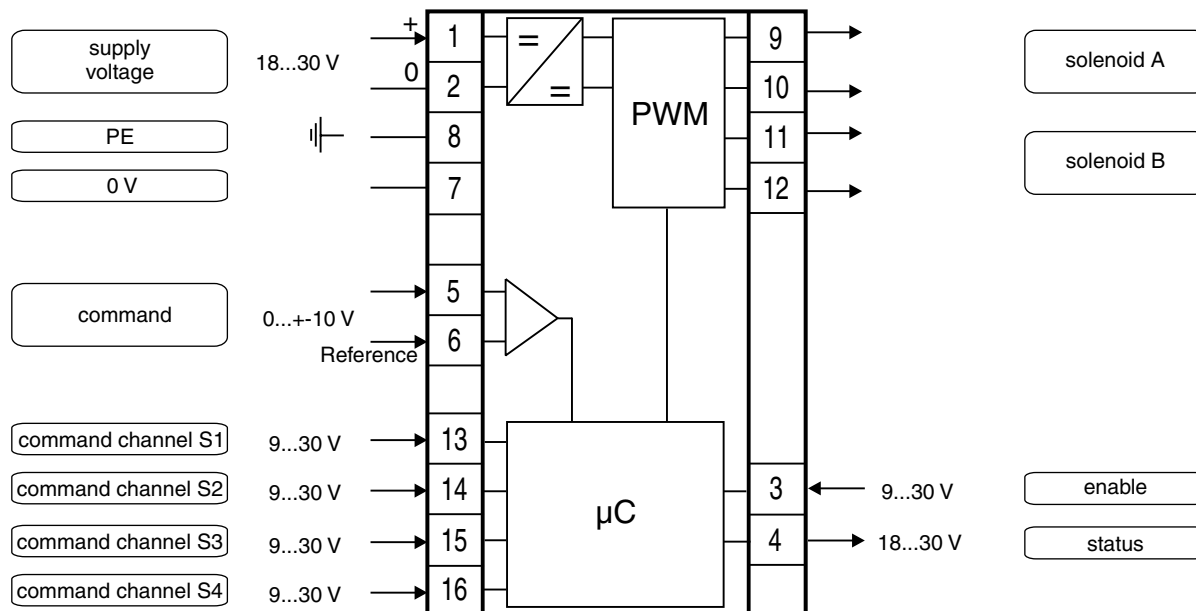 supply
voltage
18...30 V
+
0
1
2
=
=
PWM
9
10
11
12
solenoid A
solenoid B
PE
8
0 V
7
command
0...+-10 V
Reference
5
6
command channel S1
9...30 V
13
command channel S2
9...30 V
14
command channel S3
9...30 V
15
command channel S4
9...30 V
16
µC
3
9...30 V
enable
4
18...30 V
status